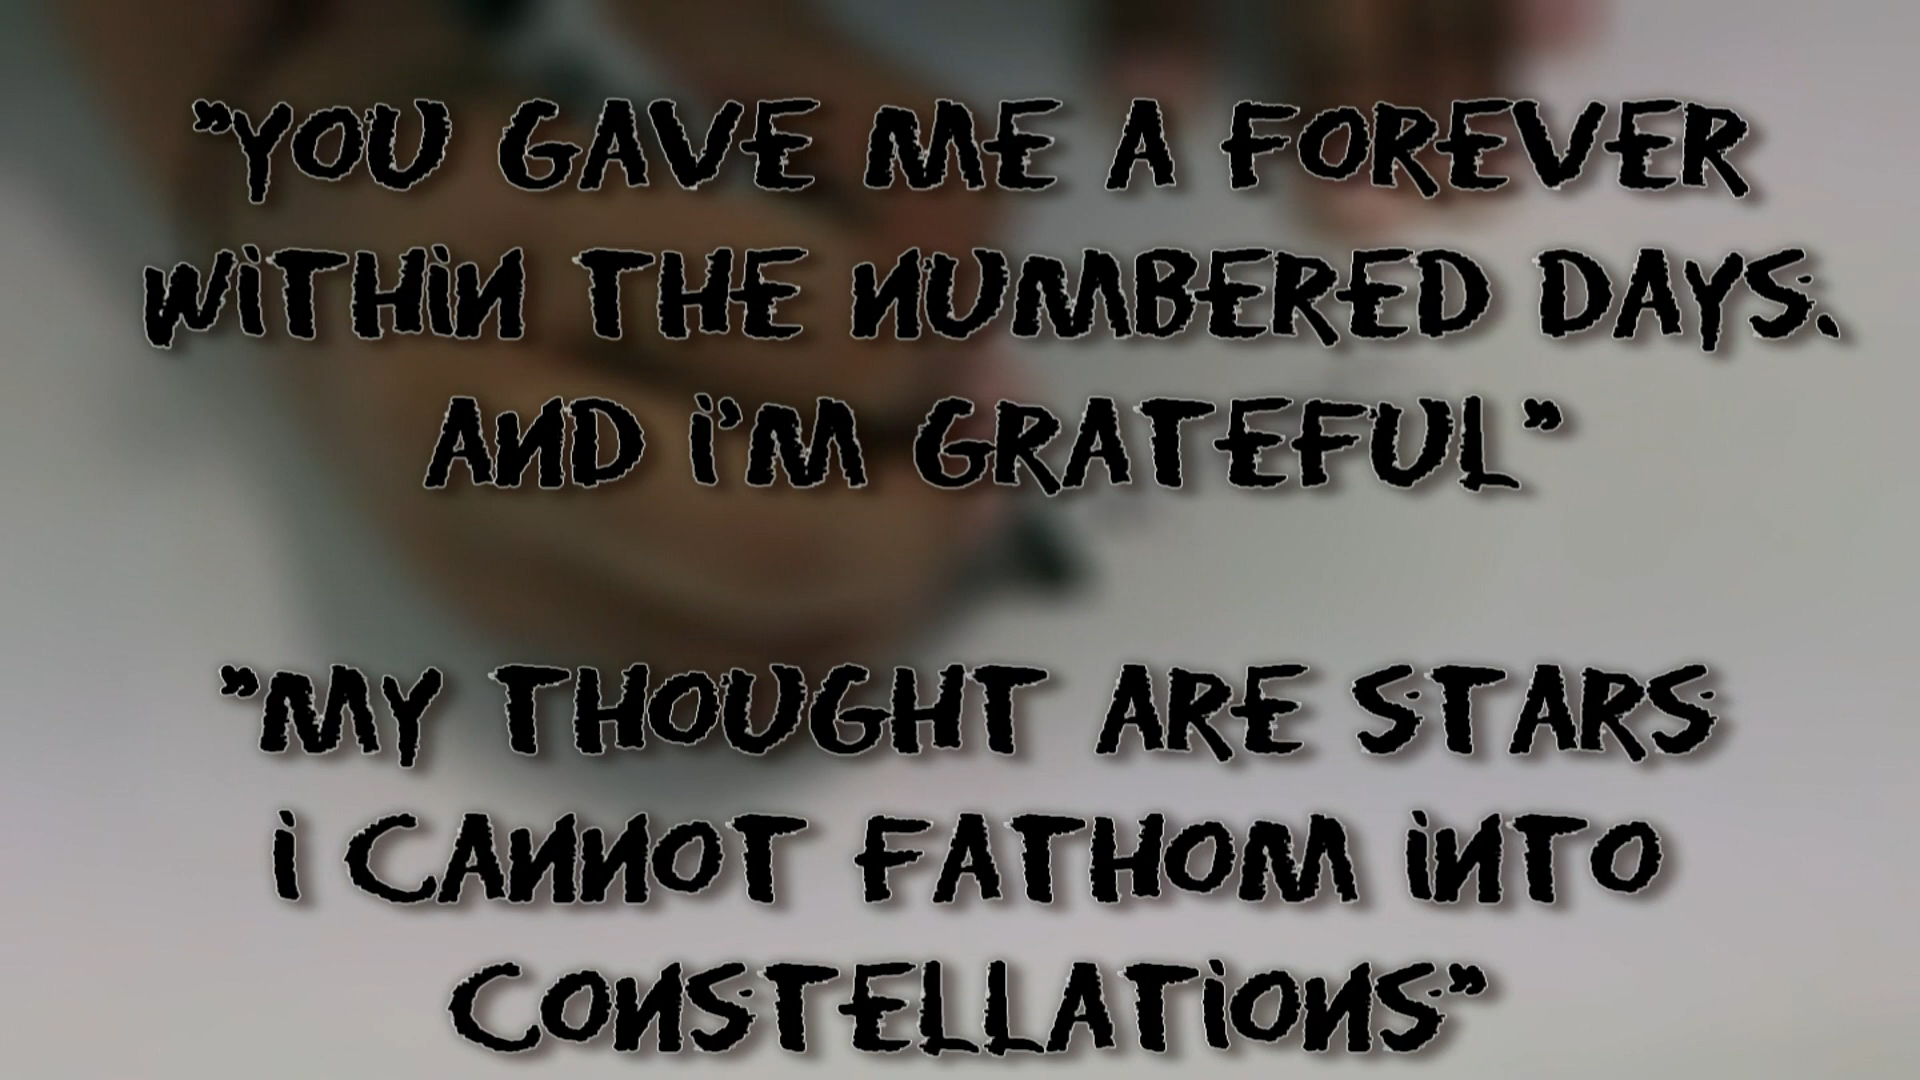 "YOU GAVE ME A FOREVER
WiTHiN THE NUMBERED DAYS.
AND i'M GRATEFUL"
"MY THOUGHT ARE STARS
i CANNOT FATHOM iNTO
CONSTELLATiONS"